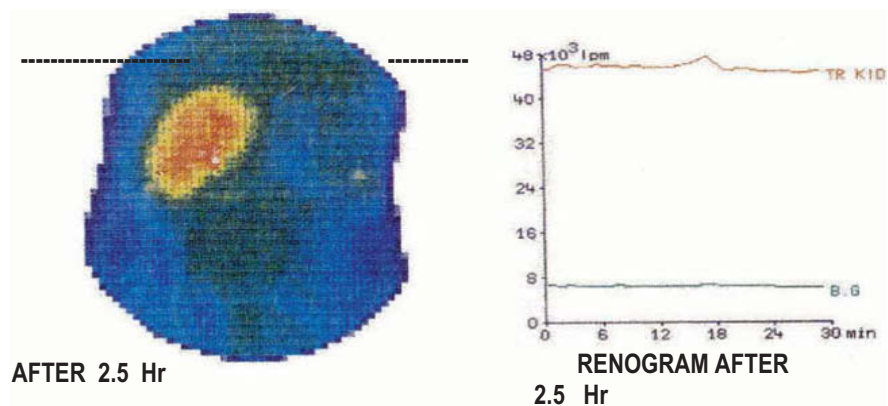 48 x10³ Ipm
TR KID
40
32
24
16
8
B.G
0
0 6 12 18 24 30 min
AFTER 2.5 Hr
RENOGRAM AFTER
2.5 Hr